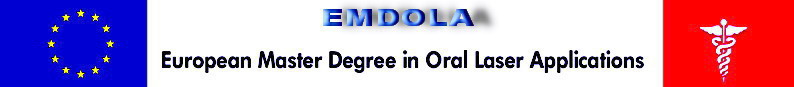 EMDOLA
European Master Degree in Oral Laser Applications